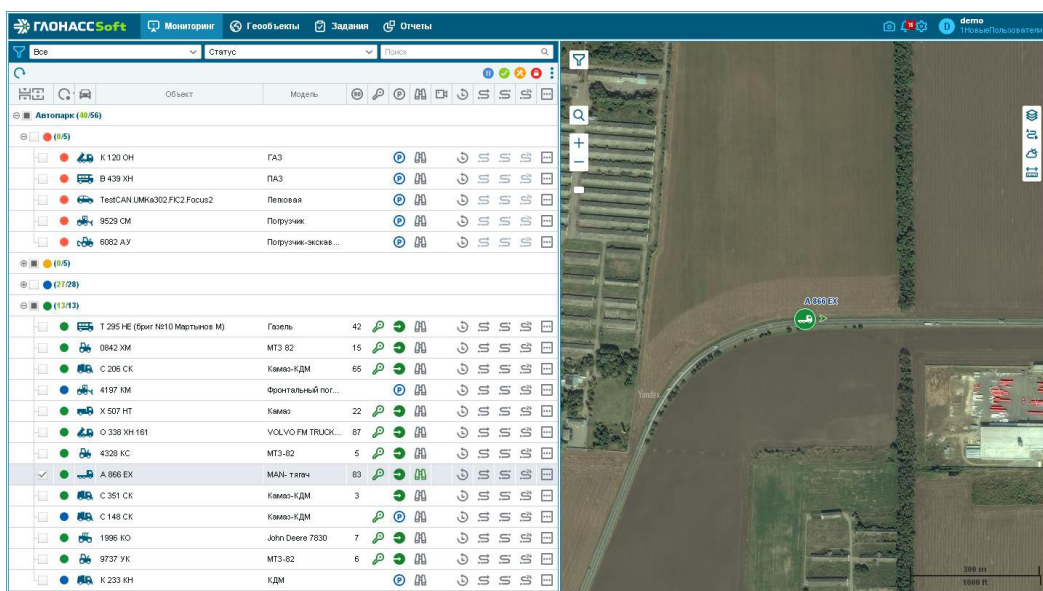 ГЛОНАССSoft Мониторинг Геообъекты Задания Отчеты 18 D demo
1НовыеПользователи
Все Статус Поиск
Объект Модель 90 P
Автопарк (40/56)
(0/5)
К 120 ОН ГАЗ P
В 439 ХН ПАЗ P
TestCAN.UMKa302.FIC2.Focus2 Легковая P
9529 СМ Погрузчик P
6082 АУ Погрузчик-экскав... P
(0/5)
(27/28)
(13/13)
Т 295 НЕ (бриг №10 Мартынов М) Газель 42
0842 ХМ МТЗ 82 15
С 206 СК Камаз-КДМ 65
4197 КМ Фронтальный пог... P
Х 507 НТ Камаз 22
О 338 ХН 161 VOLVO FM TRUCK... 87
4328 КС МТЗ-82 5
А 866 ЕХ MAN- тягач 83
С 351 СК Камаз-КДМ 3
С 148 СК Камаз-КДМ P
1996 КО John Deere 7830 7
9737 УК МТЗ-82 6
К 233 КН КДМ P
А 866 ЕХ
Yandex
300 m
1000 ft